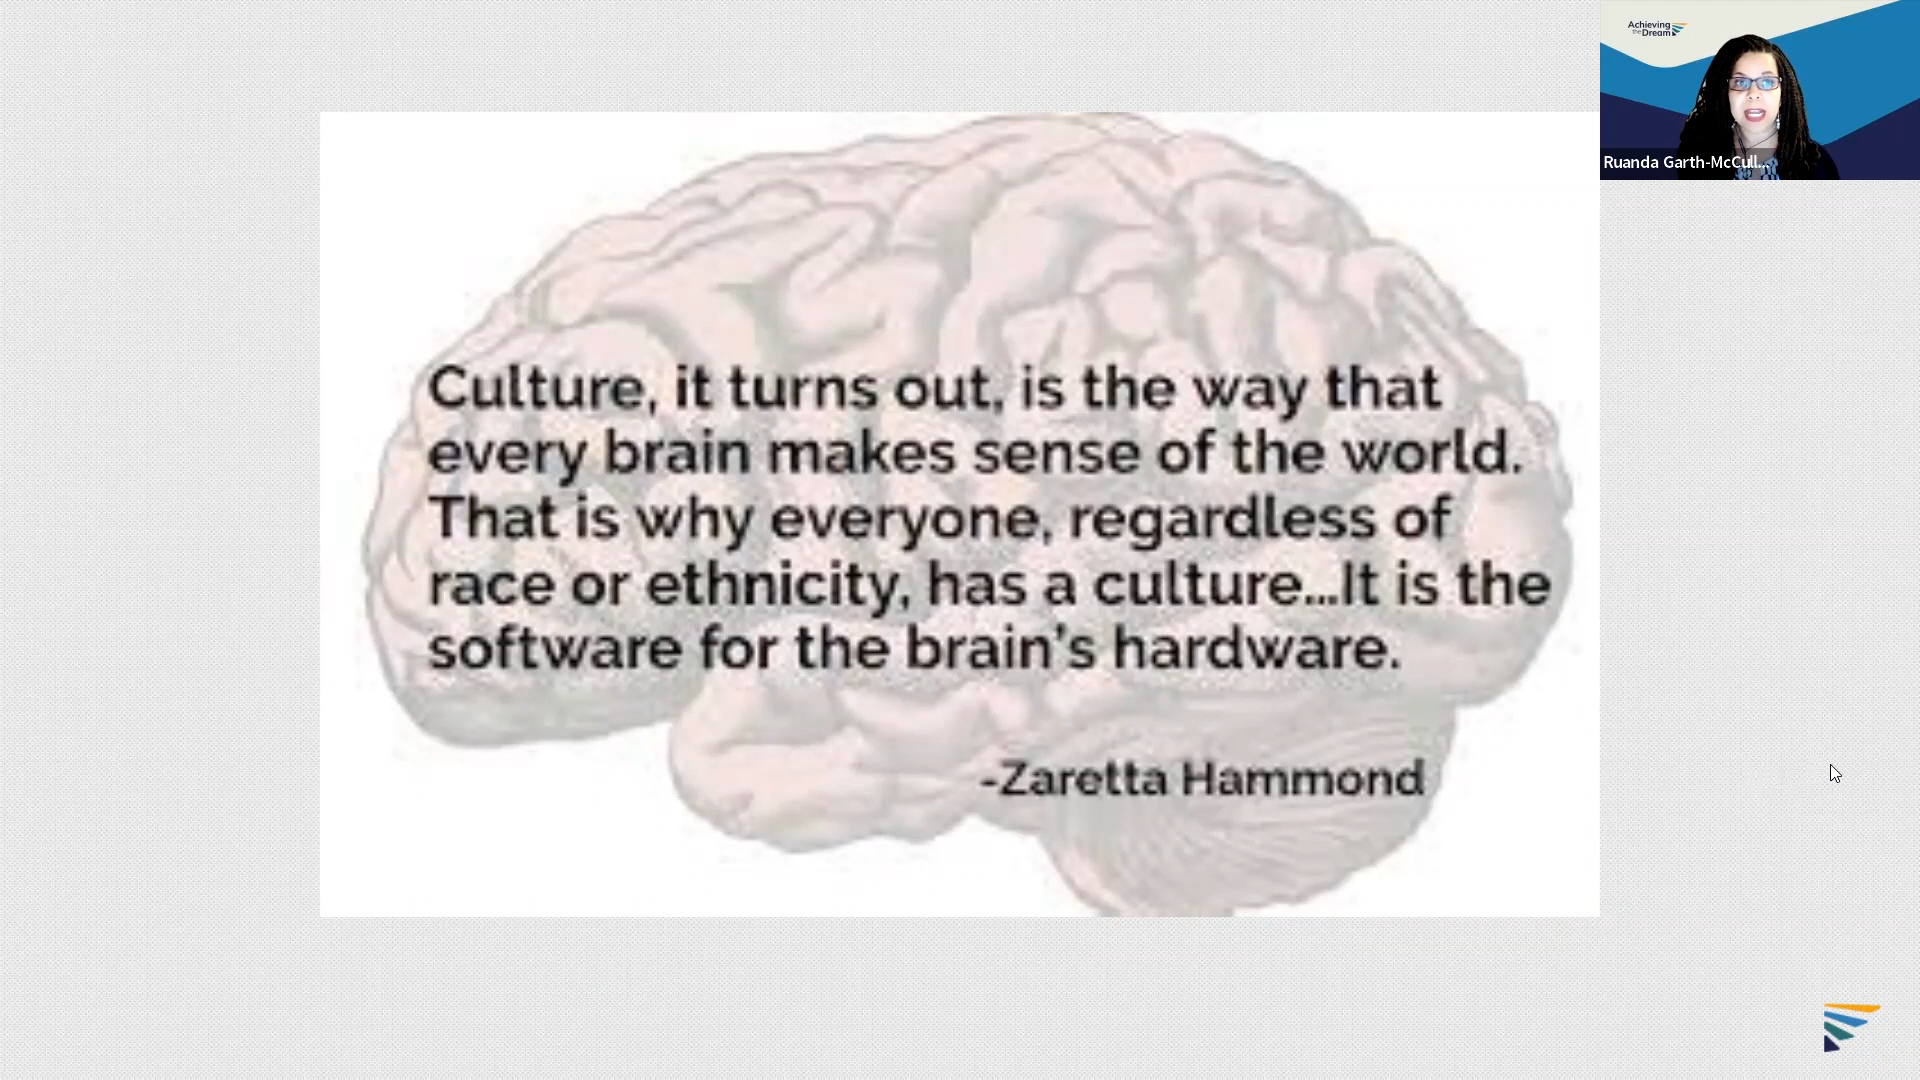 Achieving
the Dream
Ruanda Garth-McCull...
Culture, it turns out, is the way that
every brain makes sense of the world.
That is why everyone, regardless of
race or ethnicity, has a culture...It is the
software for the brain's hardware.
-Zaretta Hammond